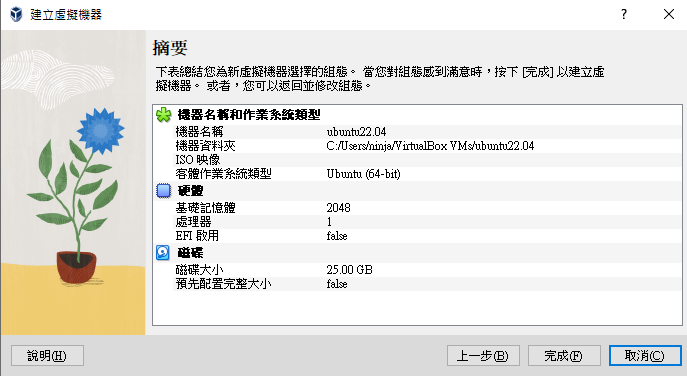 建立虛擬機器
摘要
下表總結您為新虛擬機器選擇的組態。 當您對組態感到滿意時，按下 [完成] 以建立虛
擬機器。 或者，您可以返回並修改組態。
機器名稱和作業系統類型
機器名稱 ubuntu22.04
機器資料夾 C:/Users/ninja/VirtualBox VMs/ubuntu22.04
ISO 映像
客體作業系統類型 Ubuntu (64-bit)
硬體
基礎記憶體 2048
處理器 1
EFI 啟用 false
磁碟
磁碟大小 25.00 GB
預先配置完整大小 false
說明(H) 上一步(B) 完成(F) 取消(C)